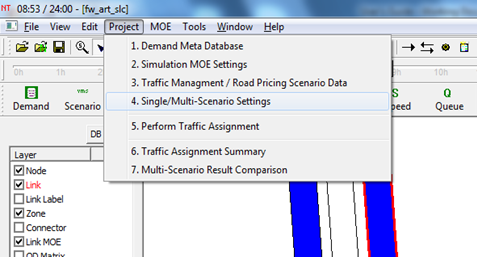 NT 08:53 / 24:00 - [fw_art_slc]
File View Edit Project MOE Tools Window Help
1. Demand Meta Database
2. Simulation MOE Settings
3. Traffic Managment / Road Pricing Scenario Data
4. Single/Multi-Scenario Settings
5. Perform Traffic Assignment
6. Traffic Assignment Summary
7. Multi-Scenario Result Comparison
0h 1h
Demand Scenario peed Queue
DB
Layer
Node
Link
Link Label
Zone
Connector
Link MOE
OD Matrix